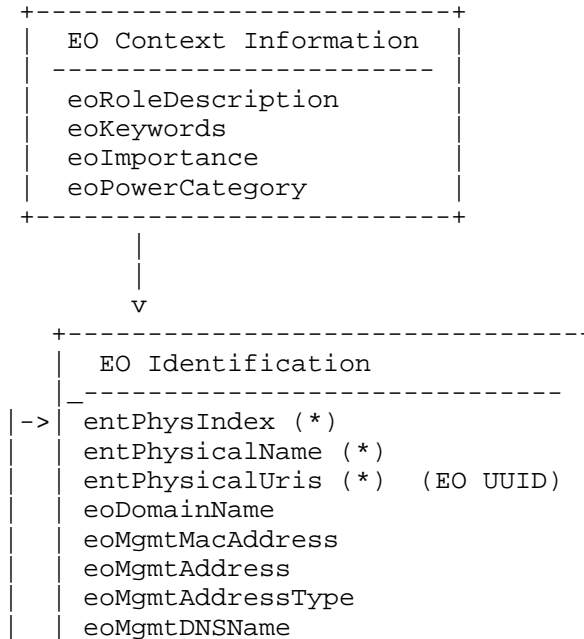 EO Context Information
eoRoleDescription
eoKeywords
eoImportance
eoPowerCategory
v
EO Identification
entPhysIndex (*)
entPhysicalName (*)
entPhysicalUris (*)  (EO UUID)
eoDomainName
eoMgmtMacAddress
eoMgmtAddress
eoMgmtAddressType
eoMgmtDNSName